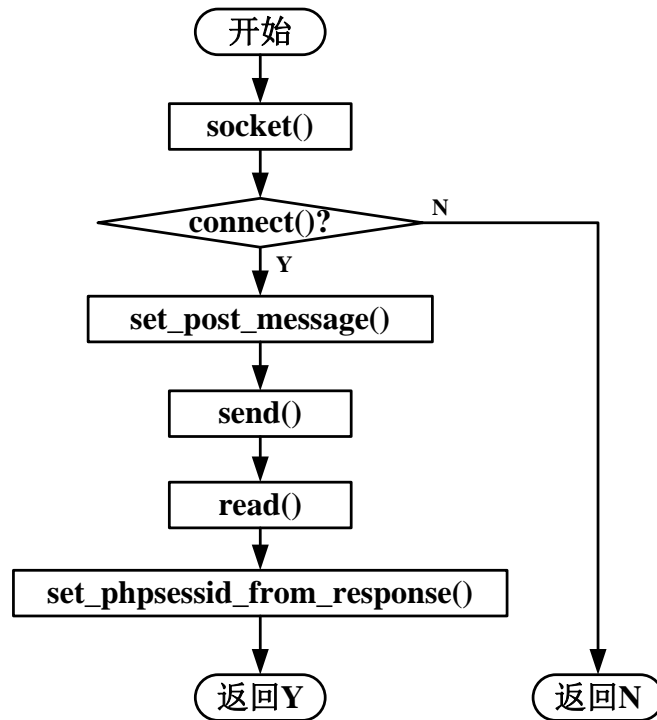 开始
socket()
connect()?
N
Y
set_post_message()
send()
read()
set_phpsessid_from_response()
返回Y
返回N